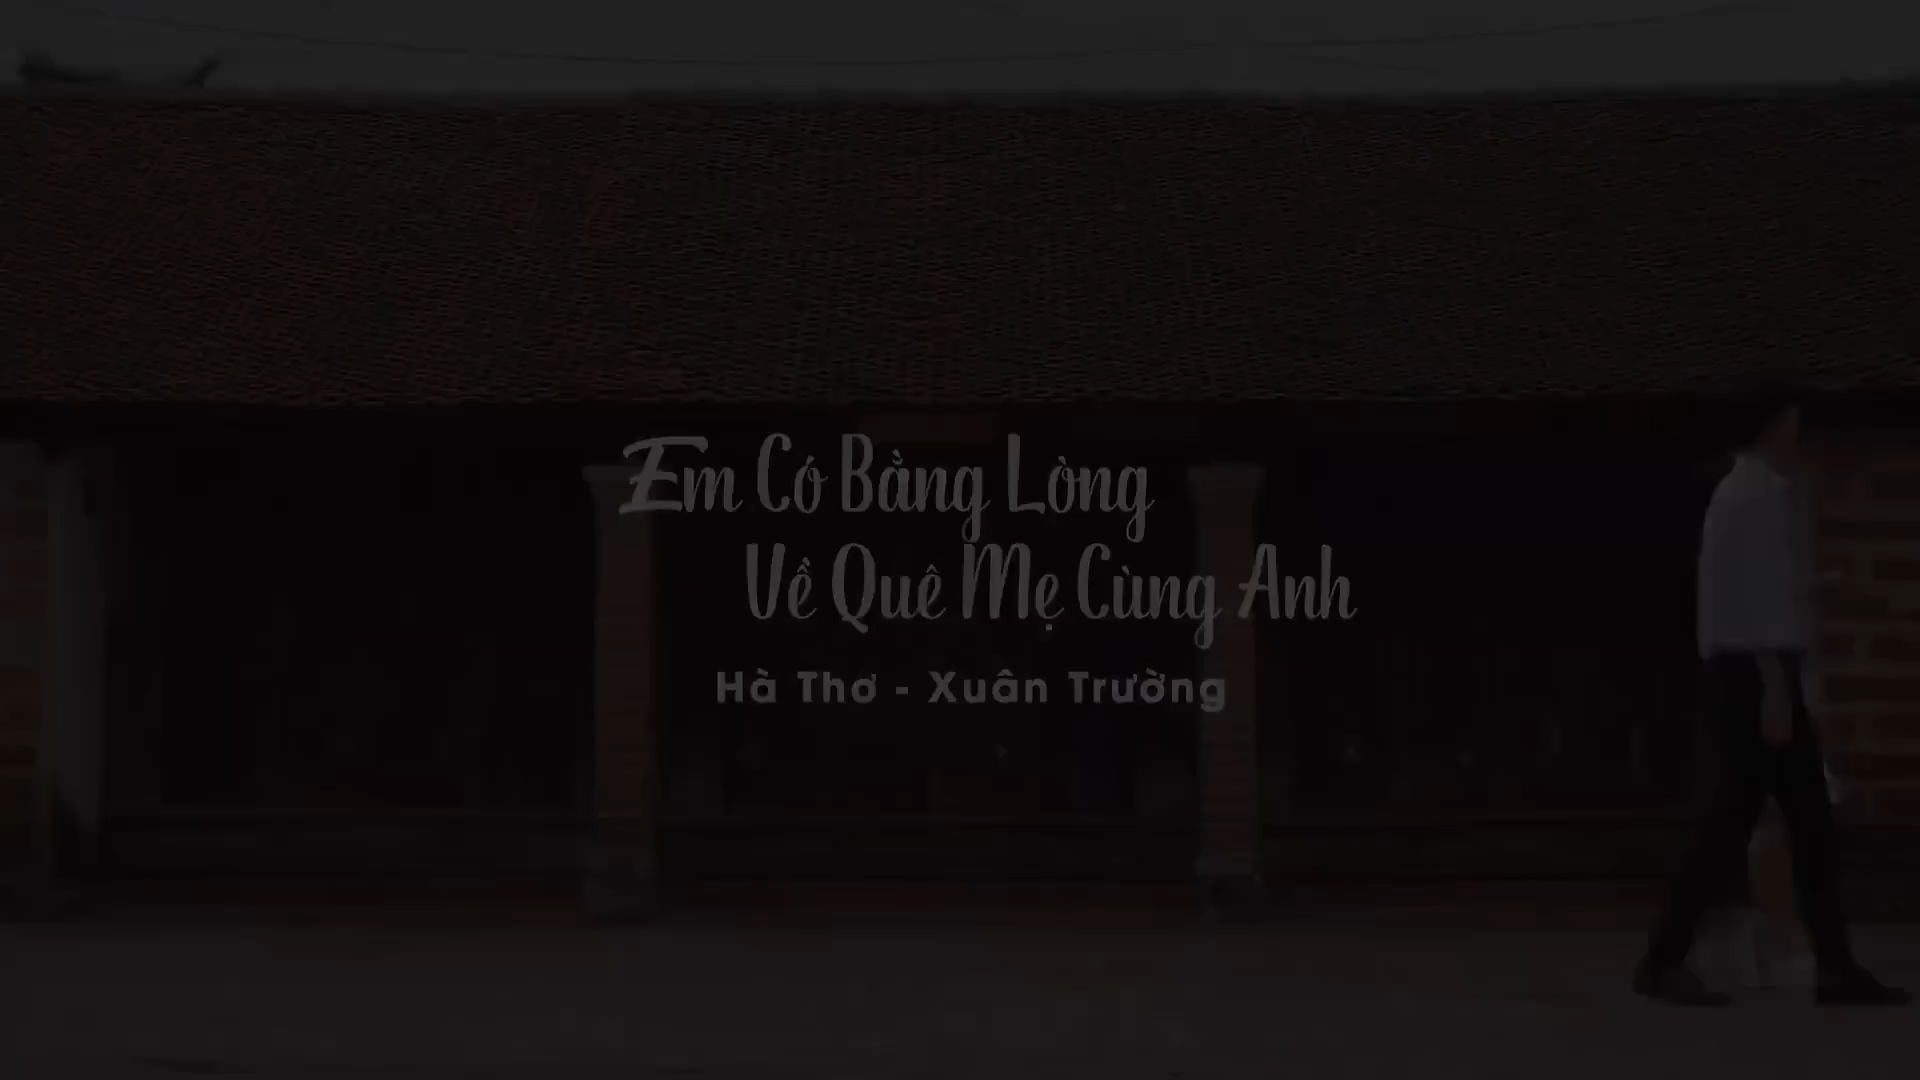 Em Có Bằng Lòng
Về Quê Mẹ Cùng Anh
Hà Thơ - Xuân Trường